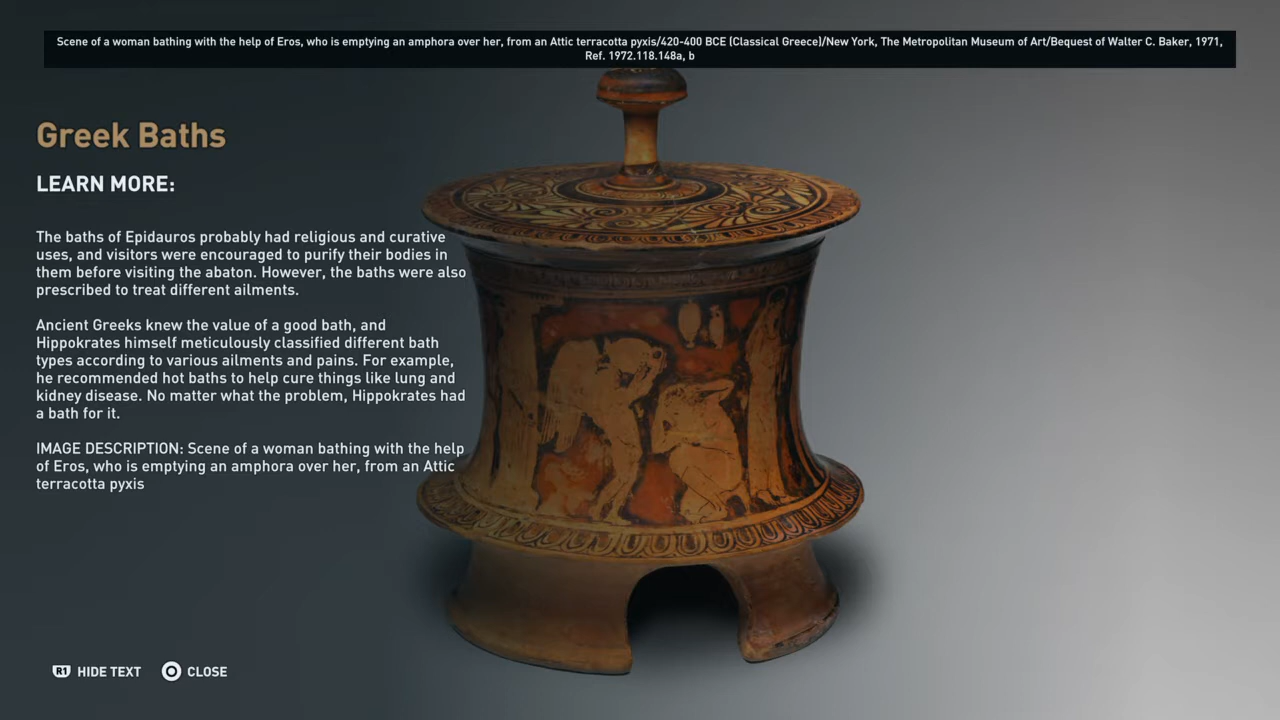 Scene of a woman bathing with the help of Eros, who is emptying an amphora over her, from an Attic terracotta pyxis/420-400 BCE (Classical Greece)/New York, The Metropolitan Museum of Art/Bequest of Walter C. Baker, 1971,
Ref. 1972.118.148a, b
Greek Baths
LEARN MORE:
The baths of Epidauros probably had religious and curative
uses, and visitors were encouraged to purify their bodies in
them before visiting the abaton. However, the baths were also
prescribed to treat different ailments.
Ancient Greeks knew the value of a good bath, and
Hippokrates himself meticulously classified different bath
types according to various ailments and pains. For example,
he recommended hot baths to help cure things like lung and
kidney disease. No matter what the problem, Hippokrates had
a bath for it.
IMAGE DESCRIPTION: Scene of a woman bathing with the help
of Eros, who is emptying an amphora over her, from an Attic
terracotta pyxis
R1 HIDE TEXT CLOSE